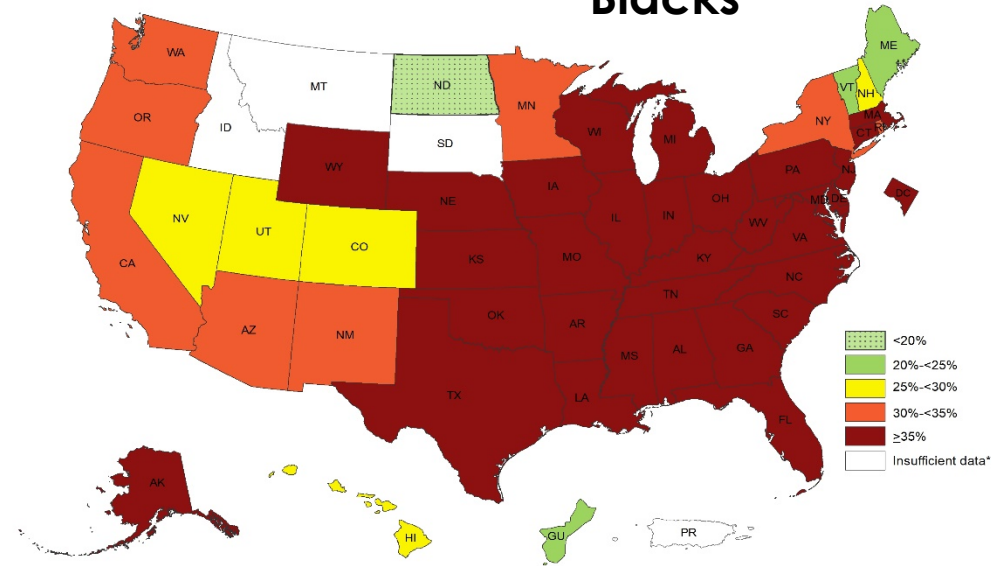 Blacks
WA
OR
CA
ID
MT
NV
UT
AZ
WY
CO
NM
ND
SD
NE
KS
OK
TX
MN
IA
MO
AR
LA
WI
IL
MI
IN
OH
KY
TN
MS
AL
GA
FL
SC
NC
VA
WV
PA
NY
VT
NH
ME
MA
CT
RI
NJ
MD
DE
DC
AK
HI
GU
PR
<20%
20%-<25%
25%-<30%
30%-<35%
≥35%
Insufficient data*